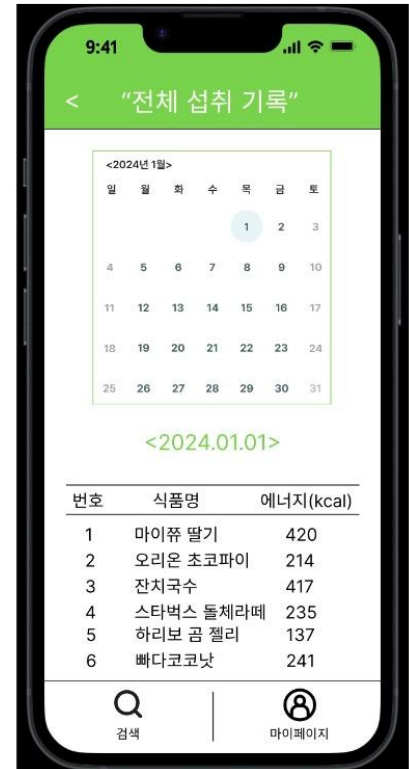 9:41
< "전체 섭취 기록"
<2024년 1월>
일 월 화 수 목 금 토
1 2 3
4 5 6 7 8 9 10
11 12 13 14 15 16 17
18 19 20 21 22 23 24
25 26 27 28 29 30 31
<2024.01.01>
번호 식품명 에너지(kcal)
1 마이쮸 딸기 420
2 오리온 초코파이 214
3 잔치국수 417
4 스타벅스 돌체라떼 235
5 하리보 곰 젤리 137
6 빠다코코낫 241
검색 마이페이지